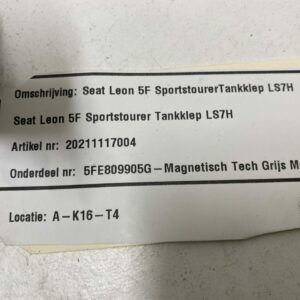 Omschrijving: Seat Leon 5F SportstourerTankklep LS7H
Seat Leon 5F Sportstourer Tankklep LS7H
Artikel nr: 20211117004
Onderdeel nr: 5FE809905G-Magnetisch Tech Grijs M
Locatie: A-K16-T4